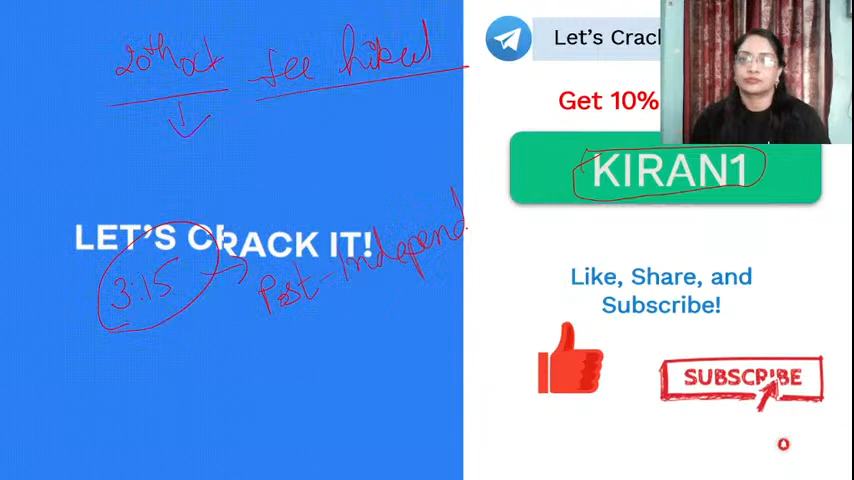 20th oct fee hiked
LET'S CRACK IT!
3:15
Post-Independ
Let's Crac
Get 10%
KIRAN1
Like, Share, and
Subscribe!
SUBSCRIBE